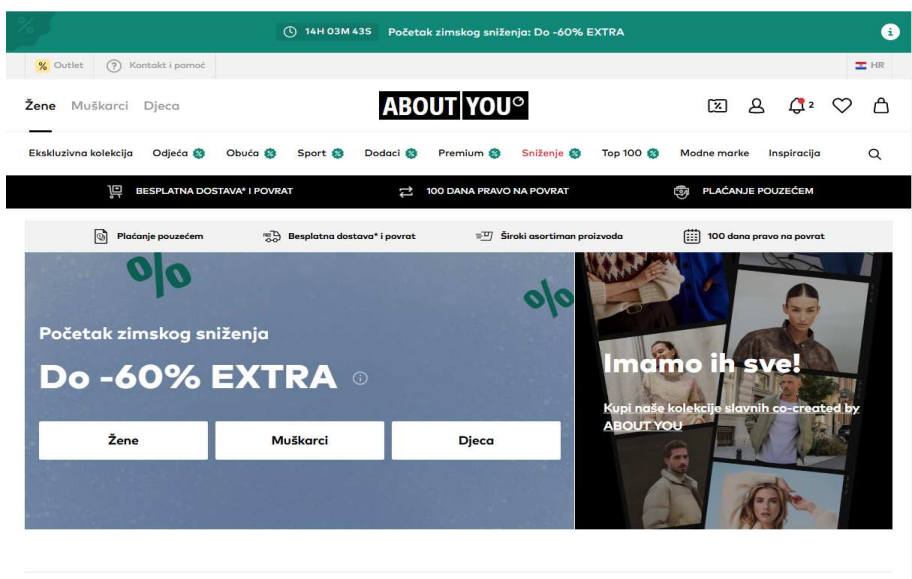 14H 03M 43S Početak zimskog sniženja: Do -60% EXTRA
% Outlet Kontakt i pomoć HR
Žene Muškarci Djeca ABOUT YOU 2
Ekskluzivna kolekcija Odjeća % Obuća % Sport % Dodaci % Premium % Sniženje % Top 100 % Modne marke Inspiracija
BESPLATNA DOSTAVA* I POVRAT 100 DANA PRAVO NA POVRAT PLAĆANJE POUZEĆEM
Plaćanje pouzećem Besplatna dostava* i povrat Široki asortiman proizvoda 100 dana pravo na povrat
% %
Početak zimskog sniženja
Do -60% EXTRA
Žene Muškarci Djeca
Imamo ih sve!
Kupi naše kolekcije slavnih co-created by
ABOUT YOU